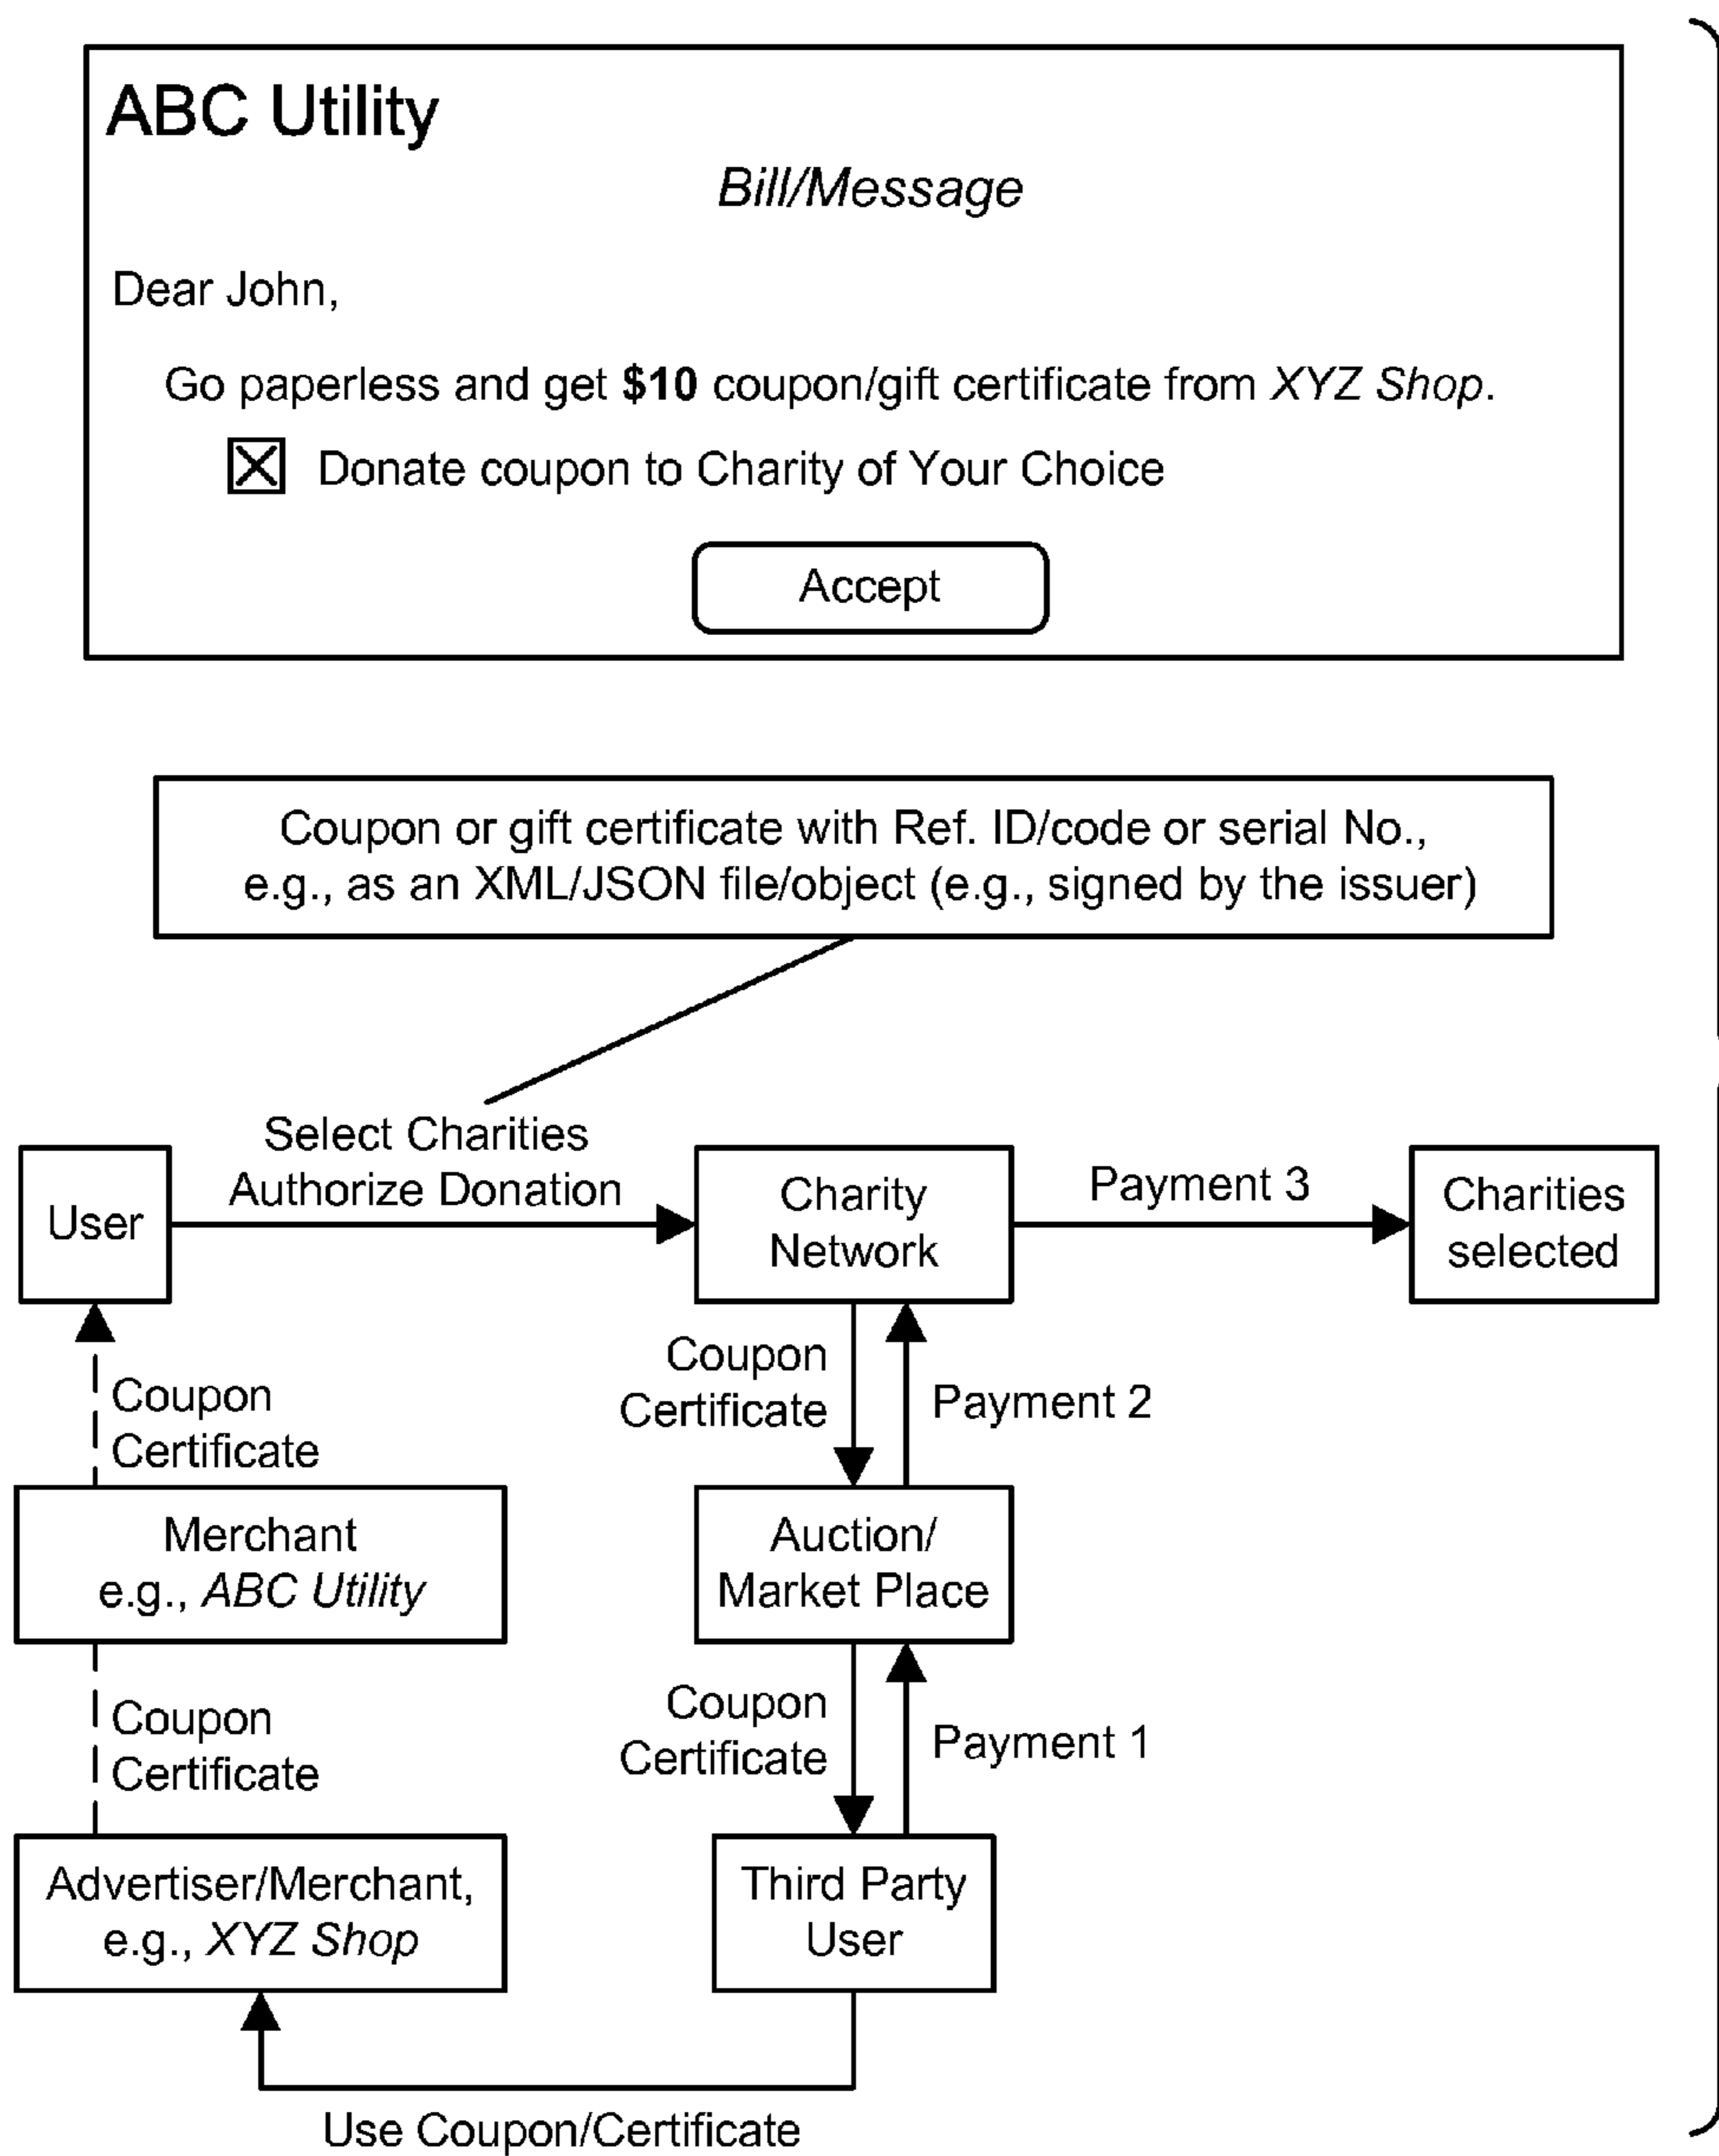 ABC Utility
Bill/Message
Dear John,
Go paperless and get $10 coupon/gift certificate from XYZ Shop.
Donate coupon to Charity of Your Choice
Accept
Coupon or gift certificate with Ref. ID/code or serial No.,
e.g., as an XML/JSON file/object (e.g., signed by the issuer)
Select Charities
Authorize Donation
User
Charity
Network
Payment 3
Charities
selected
Coupon
Certificate
Coupon
Certificate
Payment 2
Merchant
e.g., ABC Utility
Auction/
Market Place
Coupon
Certificate
Coupon
Certificate
Payment 1
Advertiser/Merchant,
e.g., XYZ Shop
Third Party
User
Use Coupon/Certificate